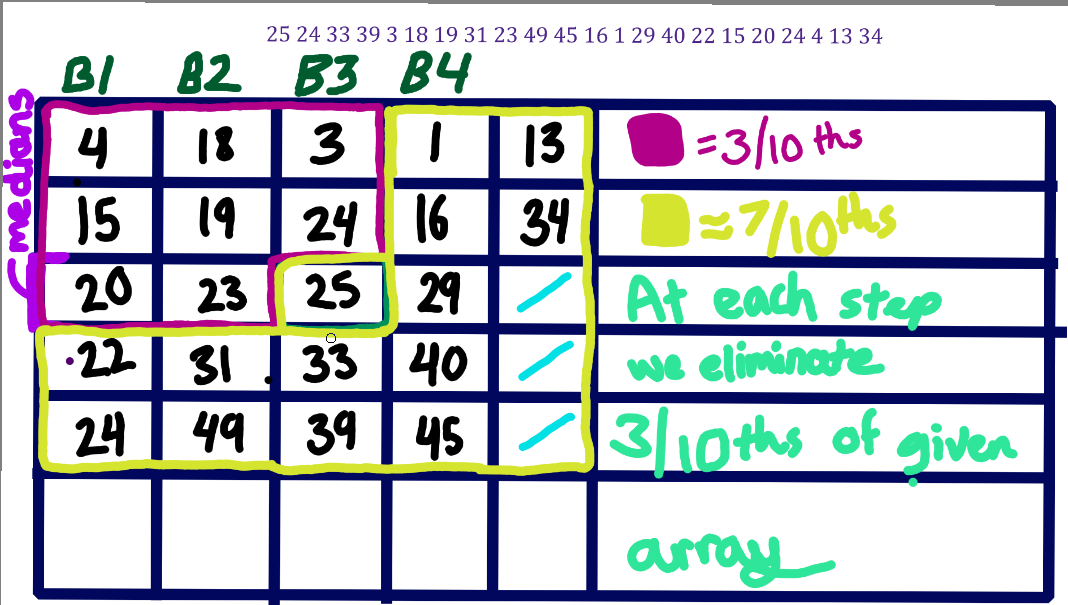 25 24 33 39 3 18 19 31 23 49 45 16 1 29 40 22 15 20 24 4 13 34
B1 B2 B3 B4
medians
4 18 3 1 13 =3/10 ths
15 19 24 16 34 ≈7/10ths
20 23 25 29 At each step
22 31 33 40 we eliminate
24 49 39 45 3/10ths of given
array